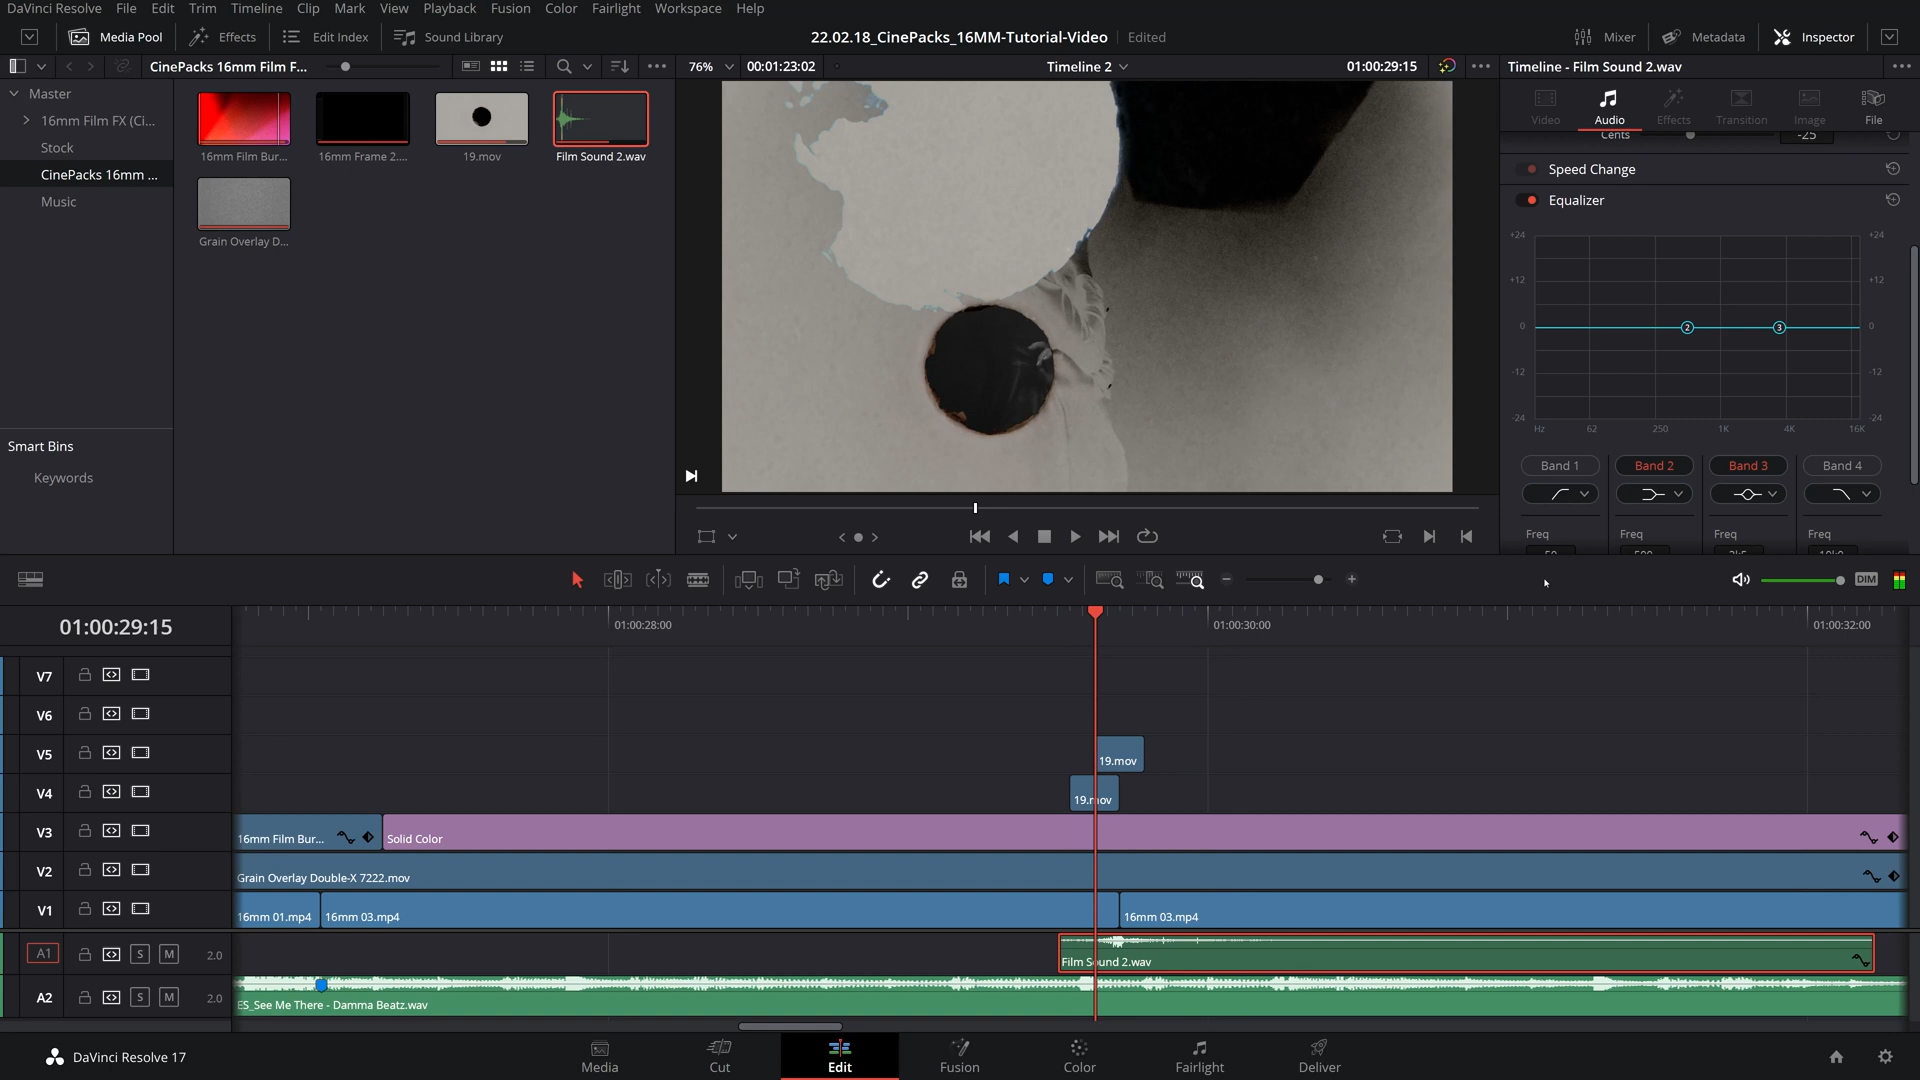 DaVinci Resolve File Edit Trim Timeline Clip Mark View Playback Fusion Color Fairlight Workspace Help
Media Pool Effects Edit Index Sound Library
22.02.18_CinePacks_16MM-Tutorial-Video Edited
Mixer Metadata Inspector
CinePacks 16mm Film F...
76% 00:01:23:02 Timeline 2 01:00:29:15
Timeline - Film Sound 2.wav
Master
16mm Film FX (Ci...
Stock
CinePacks 16mm ...
Music
Smart Bins
Keywords
16mm Film Bur... 16mm Frame 2.... 19.mov Film Sound 2.wav
Grain Overlay D...
Video Audio Effects Transition Image File
Cents -25
Speed Change
Equalizer
+24 +24
+12 +12
0 2 3 0
-12 -12
-24 -24
Hz 62 250 1K 4K 16K
Band 1 Band 2 Band 3 Band 4
Freq Freq Freq Freq
DIM
01:00:29:15
01:00:28:00 01:00:30:00 01:00:32:00
V7
V6
V5 19.mov
V4 19.mov
V3 16mm Film Bur... Solid Color
V2 Grain Overlay Double-X 7222.mov
V1 16mm 01.mp4 16mm 03.mp4 16mm 03.mp4
A1 S M 2.0 Film Sound 2.wav
A2 S M 2.0 ES_See Me There - Damma Beatz.wav
DaVinci Resolve 17
Media Cut Edit Fusion Color Fairlight Deliver